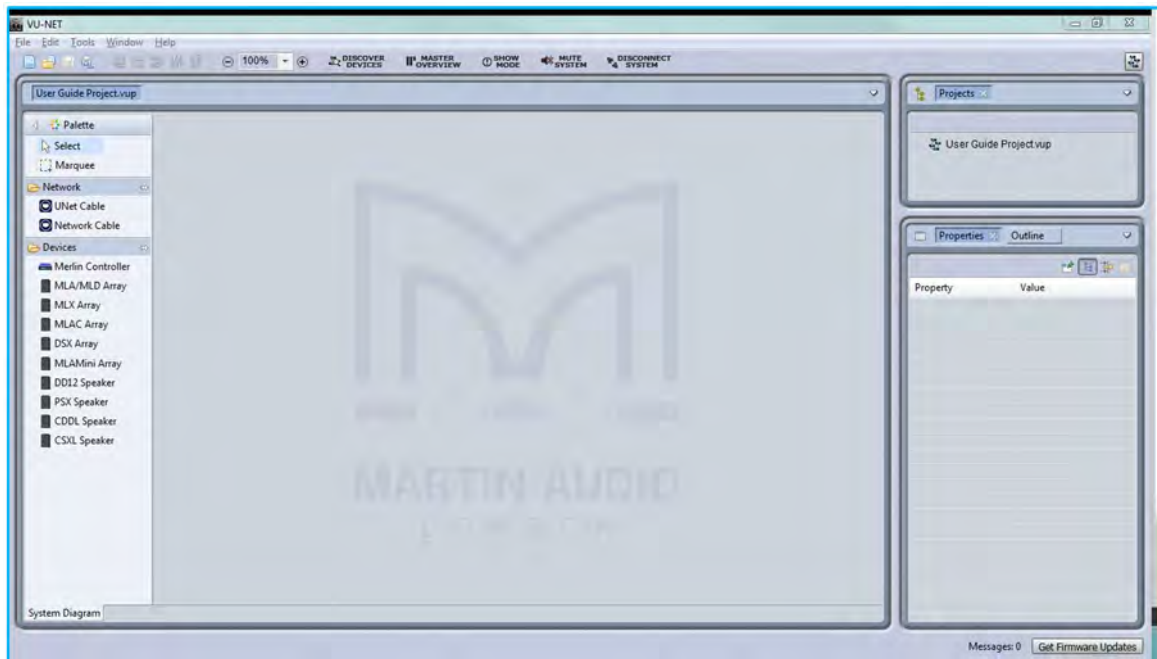 VU-NET
File Edit Tools Window Help
100% DISCOVER DEVICES MASTER OVERVIEW SHOW MODE MUTE SYSTEM DISCONNECT SYSTEM
User Guide Project.vup
Palette
Select
Marquee
Network
UNet Cable
Network Cable
Devices
Merlin Controller
MLA/MLD Array
MLX Array
MLAC Array
DSX Array
MLAMini Array
DD12 Speaker
PSX Speaker
CDDL Speaker
CSXL Speaker
MARTIN AUDIO
System Diagram
Projects
User Guide Project.vup
Properties Outline
Property Value
Messages: 0 Get Firmware Updates